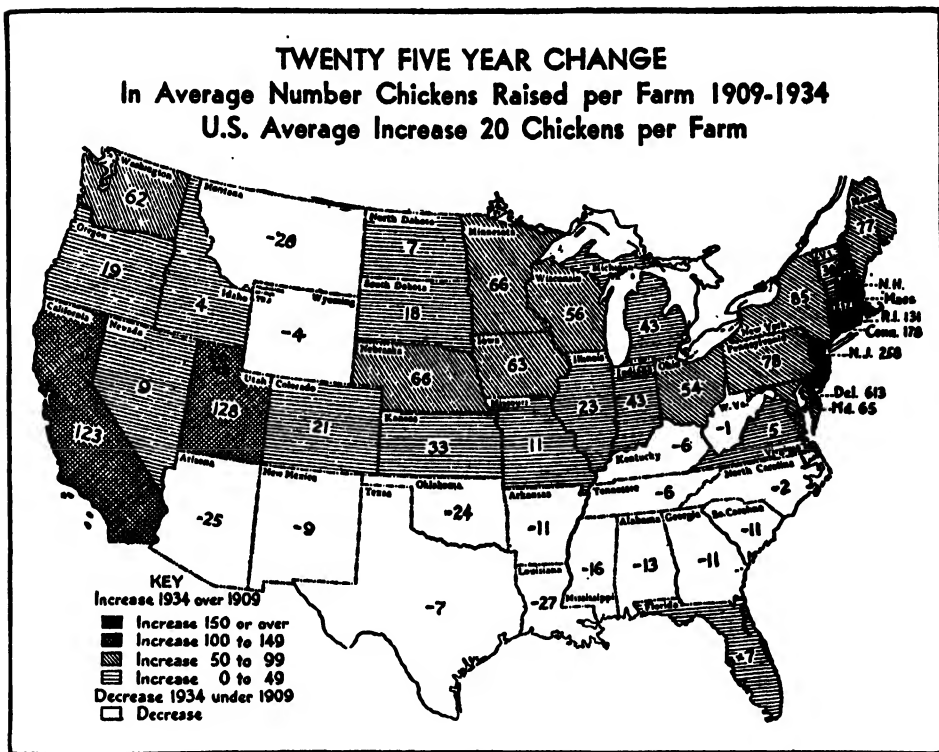 TWENTY FIVE YEAR CHANGE
In Average Number Chickens Raised per Farm 1909-1934
U.S. Average Increase 20 Chickens per Farm
Washington
62
Montana
-28
North Dakota
7
Minnesota
66
77
Oregon
19
Idaho
4
Wyoming
-4
South Dakota
18
Wisconsin
56
Michigan
43
New York
85
N.H.
Mass
R.I. 131
Conn. 178
California
123
Nevada
9
Utah
128
Colorado
21
Nebraska
66
Iowa
63
Illinois
23
Indiana
43
Ohio
54
Pennsylvania
78
N.J. 258
Del. 613
Md. 65
Kansas
33
Missouri
11
Kentucky
-6
W.Va.
-1
Virginia
5
Arizona
-25
New Mexico
-9
Texas
-7
Oklahoma
-24
Arkansas
-11
Tennessee
-6
North Carolina
-2
So. Carolina
-11
Louisiana
-27
Mississippi
-16
Alabama
-13
Georgia
-11
Florida
7
KEY
Increase 1934 over 1909
Increase 150 or over
Increase 100 to 149
Increase 50 to 99
Increase 0 to 49
Decrease 1934 under 1909
Decrease